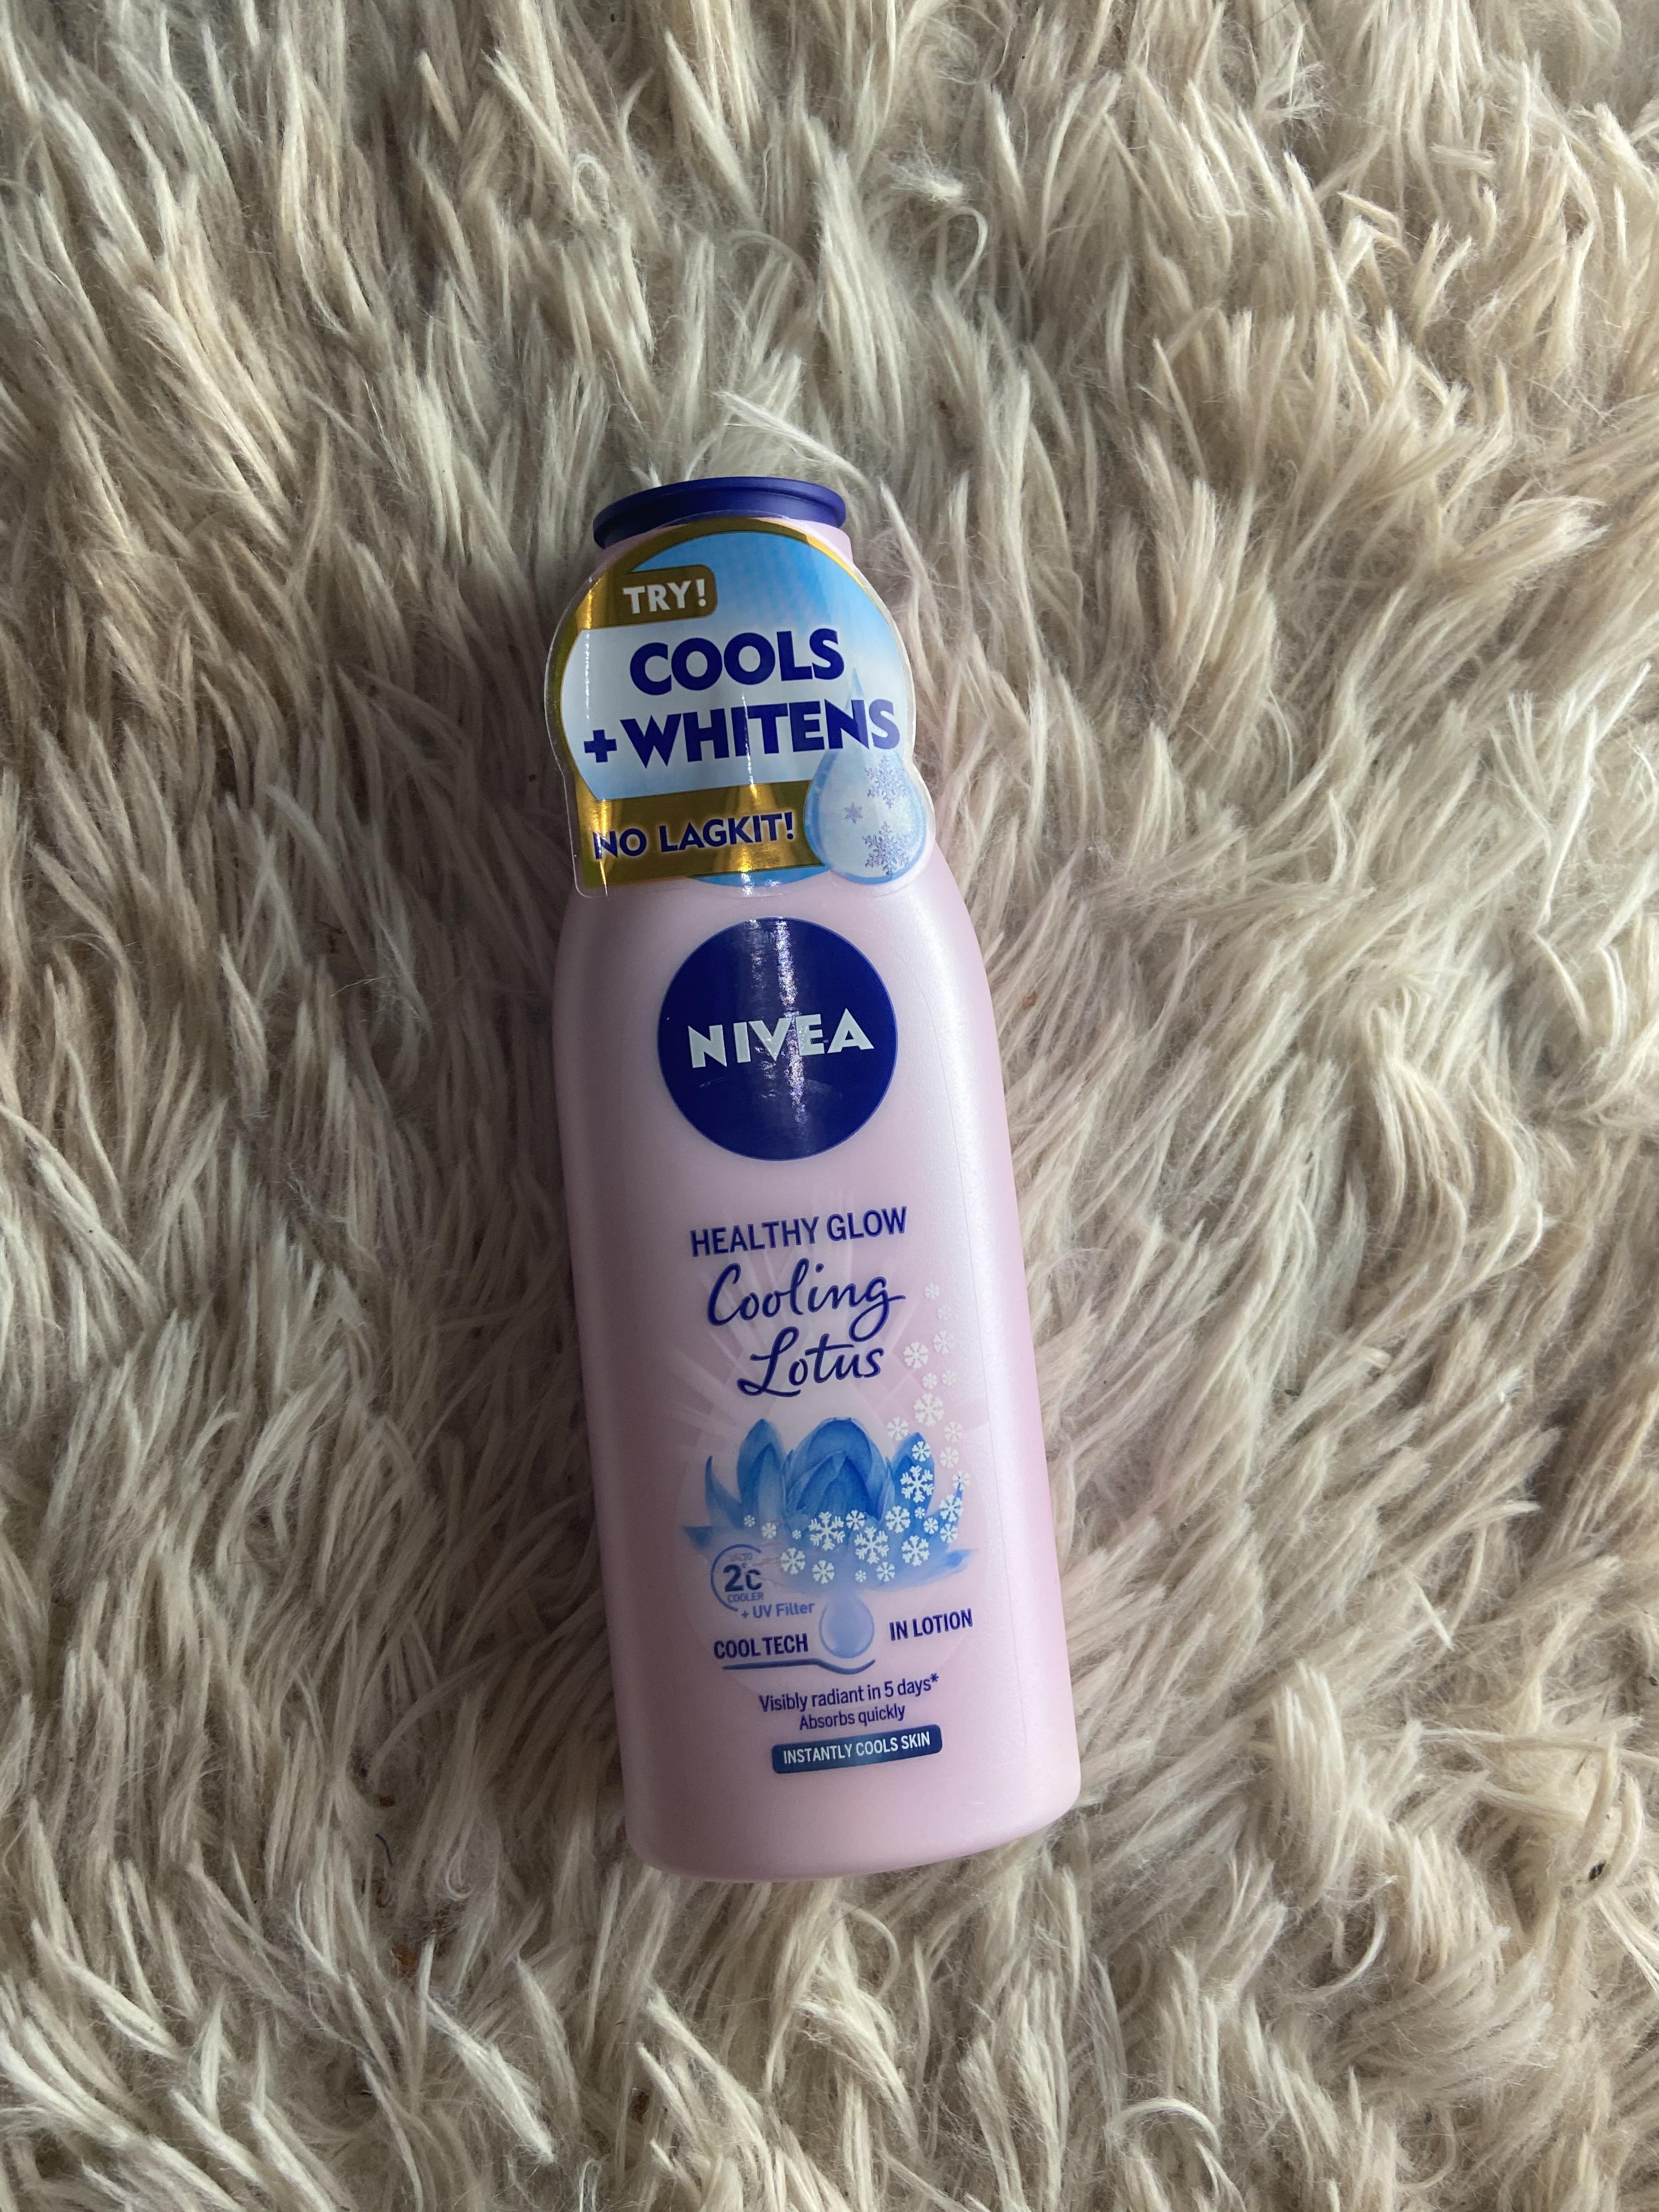 TRY!
COOLS
+WHITENS
NO LAGKIT!
NIVEA
HEALTHY GLOW
Cooling
Lotus
2°C
COOLER
+ UV Filter
COOL TECH IN LOTION
Visibly radiant in 5 days*
Absorbs quickly
INSTANTLY COOLS SKIN